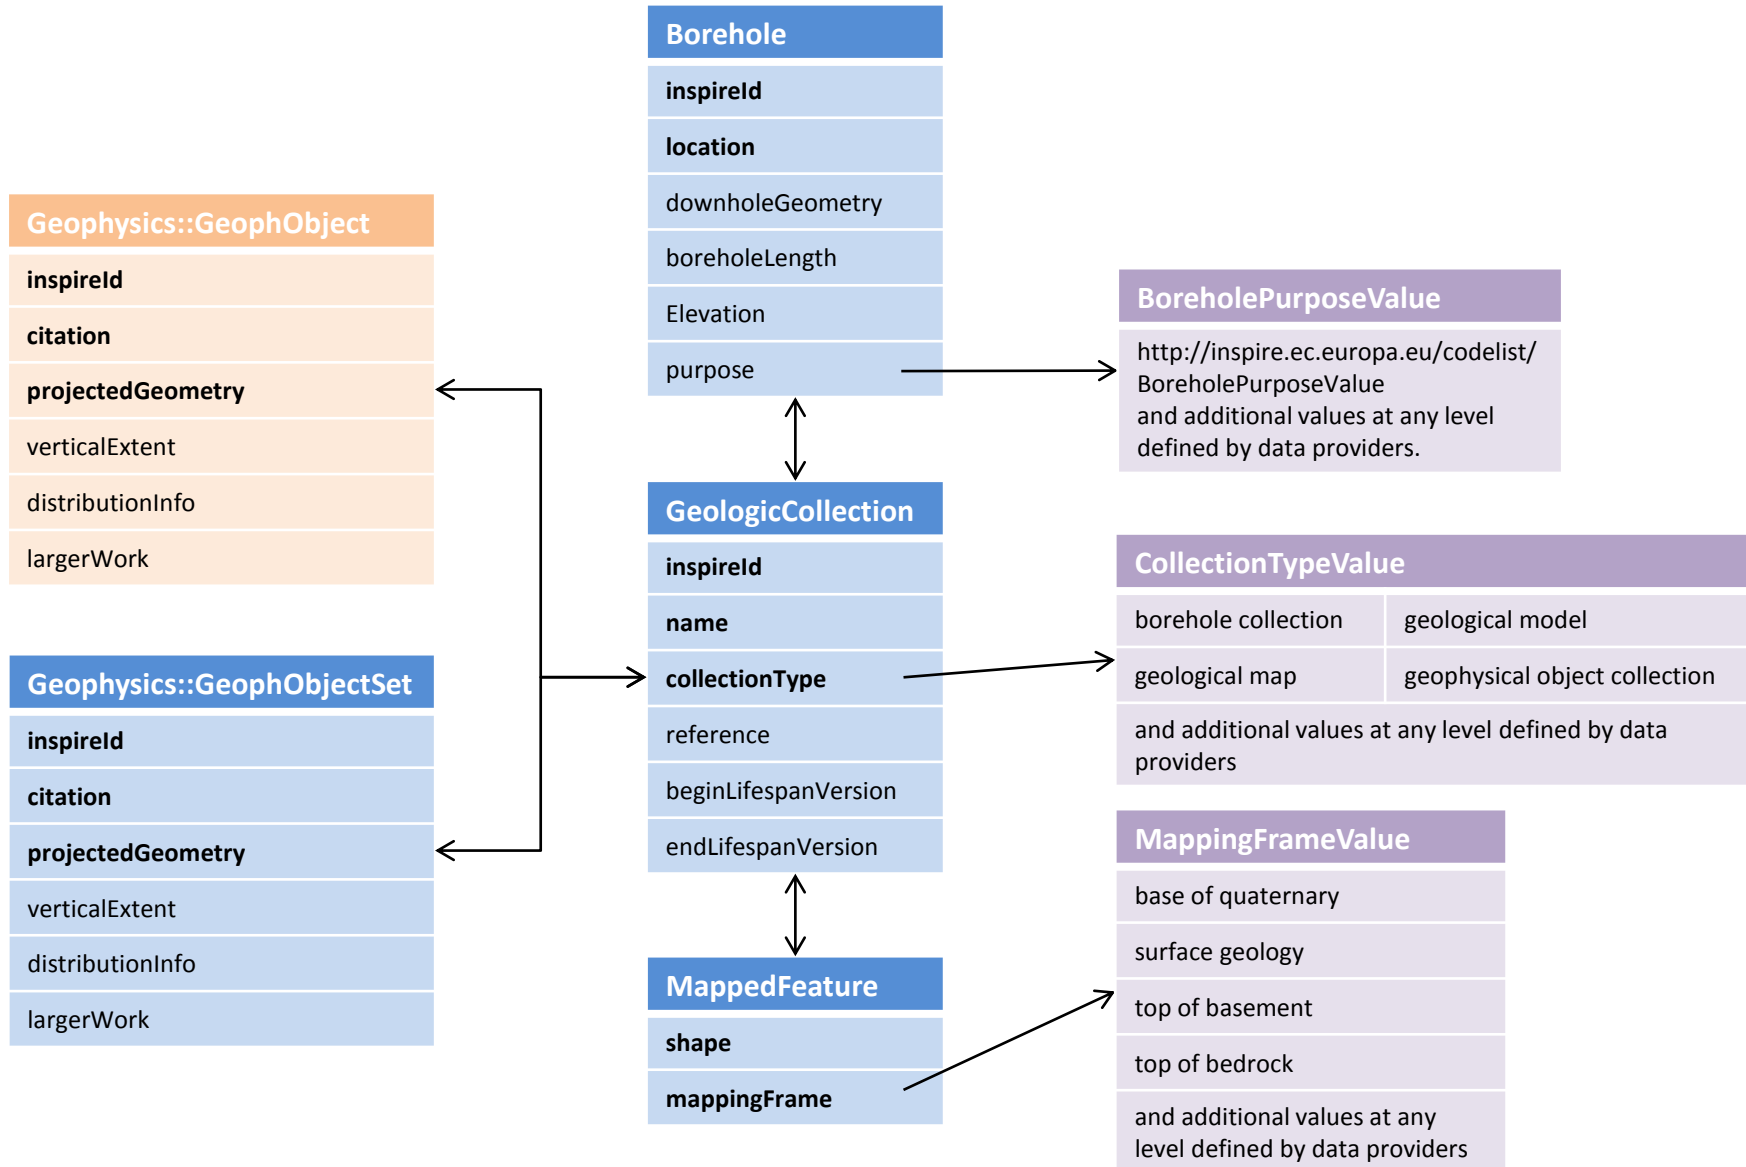 Borehole
inspireId
location
downholeGeometry
boreholeLength
Elevation
purpose
Geophysics::GeophObject
inspireId
citation
projectedGeometry
verticalExtent
distributionInfo
largerWork
Geophysics::GeophObjectSet
inspireId
citation
projectedGeometry
verticalExtent
distributionInfo
largerWork
GeologicCollection
inspireId
name
collectionType
reference
beginLifespanVersion
endLifespanVersion
MappedFeature
shape
mappingFrame
BoreholePurposeValue
http://inspire.ec.europa.eu/codelist/
BoreholePurposeValue
and additional values at any level
defined by data providers.
CollectionTypeValue
borehole collection
geological model
geological map
geophysical object collection
and additional values at any level defined by data
providers
MappingFrameValue
base of quaternary
surface geology
top of basement
top of bedrock
and additional values at any
level defined by data providers